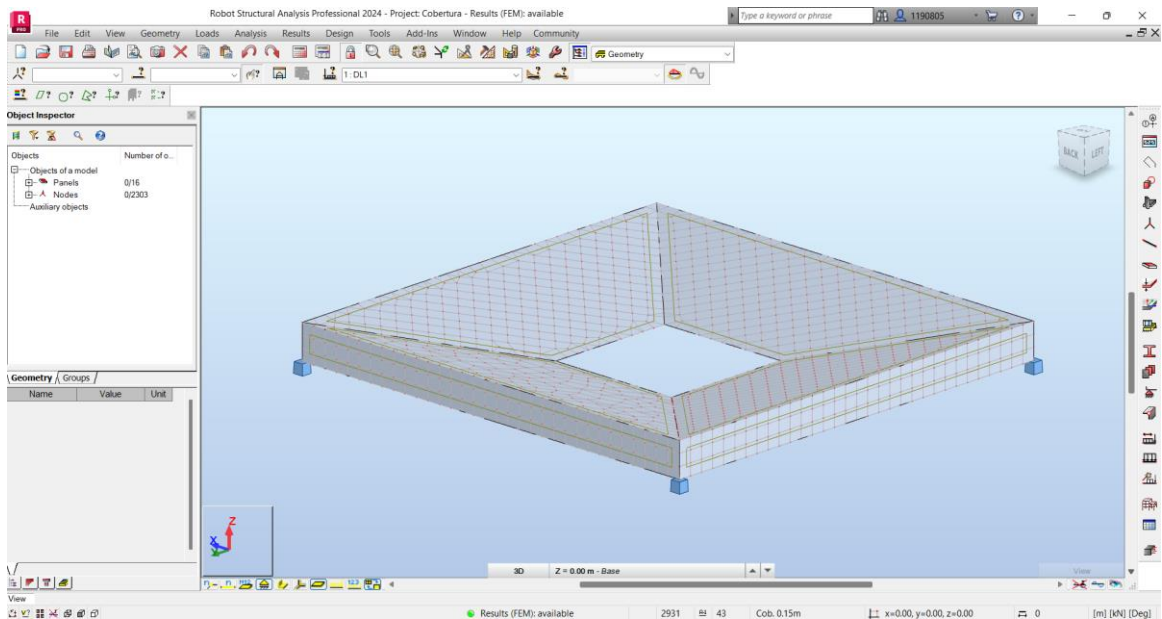 Robot Structural Analysis Professional 2024 - Project: Cobertura - Results (FEM): available
Type a keyword or phrase
1190805
R
PRO
File Edit View Geometry Loads Analysis Results Design Tools Add-Ins Window Help Community
Geometry
1 : DL1
Object Inspector
Objects Number of o...
Objects of a model
Panels 0/16
Nodes 0/2303
Auxiliary objects
BACK LEFT
Geometry Groups
Name Value Unit
Z
X
3D Z = 0.00 m - Base
View
View
Results (FEM): available 2931 43 Cob. 0.15m x=0.00, y=0.00, z=0.00 0 [m] [kN] [Deg]